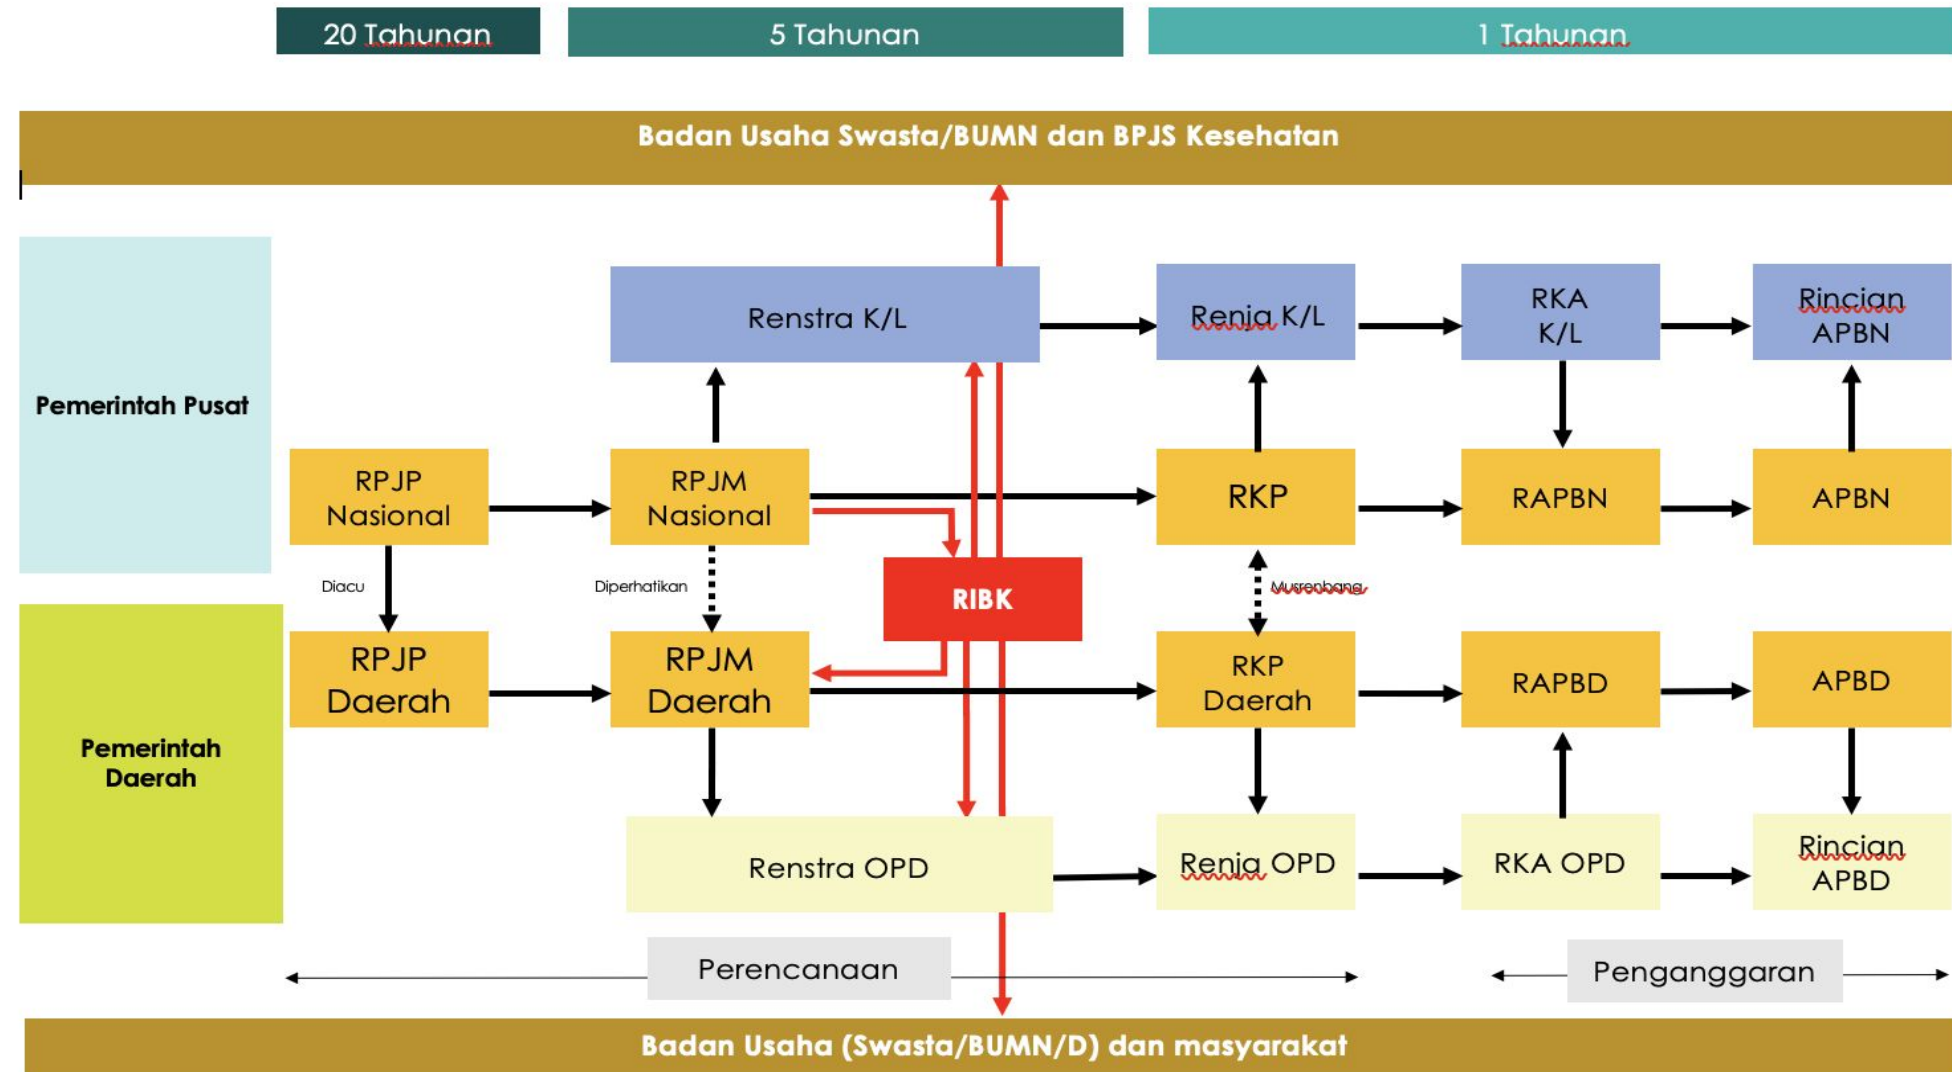 20 Tahunan
5 Tahunan
1 Tahunan
Badan Usaha Swasta/BUMN dan BPJS Kesehatan
Pemerintah Pusat
Renstra K/L
Renja K/L
RKA
K/L
Rincian
APBN
RPJP
Nasional
RPJM
Nasional
RKP
RAPBN
APBN
Diacu
Diperhatikan
RIBK
Musrenbang
Pemerintah
Daerah
RPJP
Daerah
RPJM
Daerah
RKP
Daerah
RAPBD
APBD
Renstra OPD
Renja OPD
RKA OPD
Rincian
APBD
Perencanaan
Penganggaran
Badan Usaha (Swasta/BUMN/D) dan masyarakat